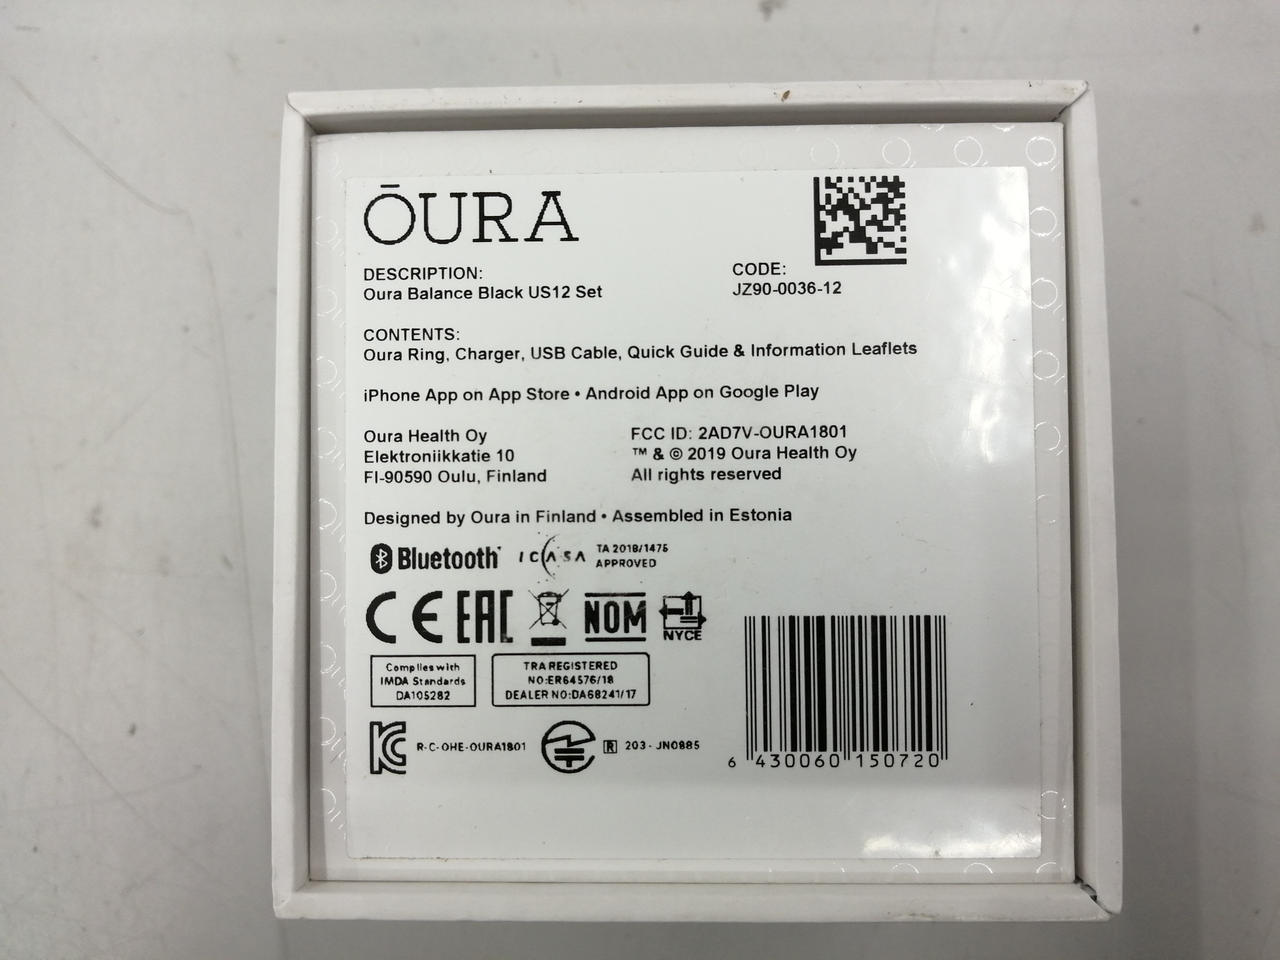 ŌURA
DESCRIPTION:
Oura Balance Black US12 Set
CODE:
JZ90-0036-12
CONTENTS:
Oura Ring, Charger, USB Cable, Quick Guide & Information Leaflets
iPhone App on App Store • Android App on Google Play
Oura Health Oy
Elektroniikkatie 10
FI-90590 Oulu, Finland
FCC ID: 2AD7V-OURA1801
™ & © 2019 Oura Health Oy
All rights reserved
Designed by Oura in Finland • Assembled in Estonia
Bluetooth
ICASA
TA 2018/1475
APPROVED
CE EAC NOM NYCE
Complies with
IMDA Standards
DA105282
TRA REGISTERED
NO:ER64576/18
DEALER NO:DA68241/17
R-C-OHE-OURA1801
R 203-JN0885
6 430060 150720